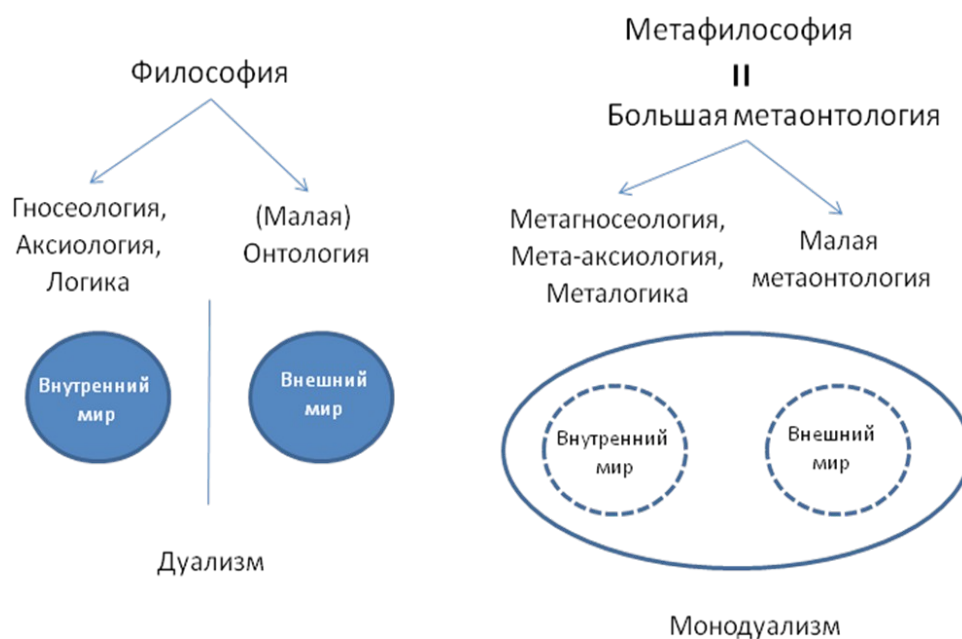 Философия
Гносеология,
Аксиология,
Логика
(Малая)
Онтология
Внутренний
мир
Внешний
мир
Дуализм
Метафилософия
=
Большая метаонтология
Метагносеология,
Мета-аксиология,
Металогика
Малая
метаонтология
Внутренний
мир
Внешний
мир
Монодуализм